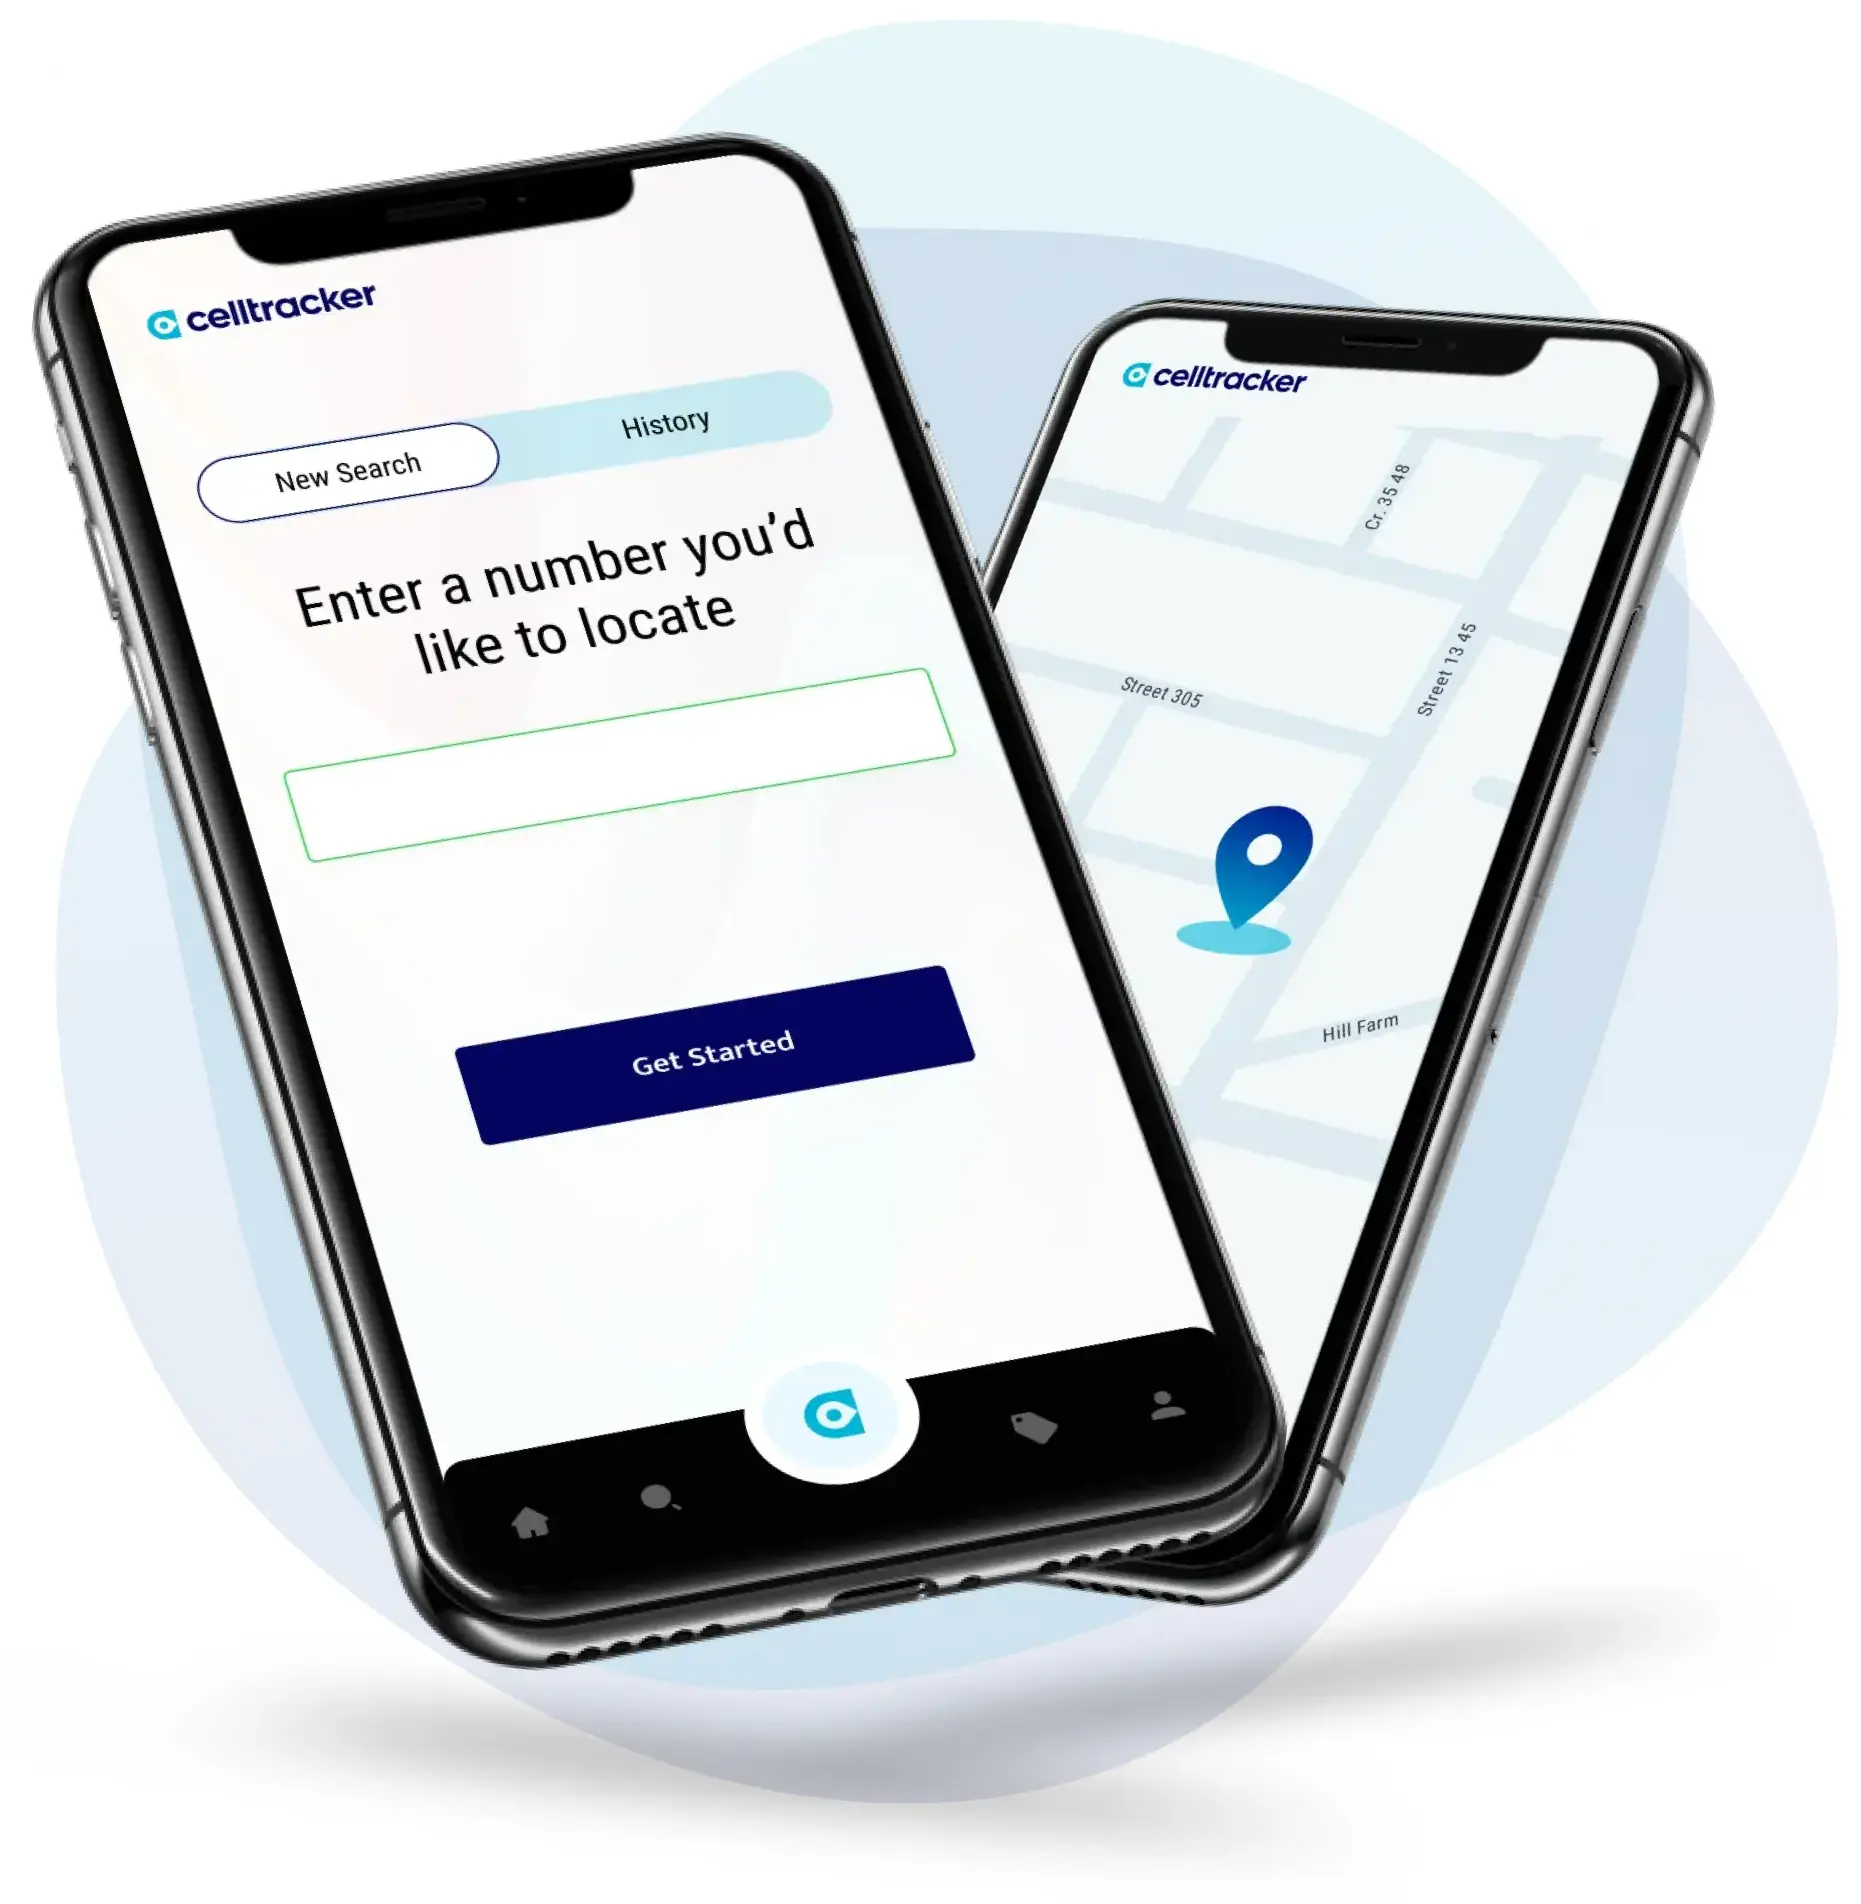 celltracker
New Search
History
Enter a number you'd
like to locate
Get Started
celltracker
Cr. 35 48
Street 13 45
Street 305
Hill Farm